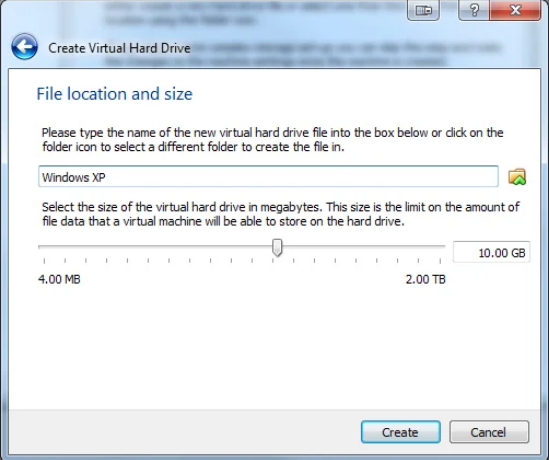 Create Virtual Hard Drive
File location and size
Please type the name of the new virtual hard drive file into the box below or click on the
folder icon to select a different folder to create the file in.
Windows XP
Select the size of the virtual hard drive in megabytes. This size is the limit on the amount of
file data that a virtual machine will be able to store on the hard drive.
10.00 GB
4.00 MB 2.00 TB
Create Cancel